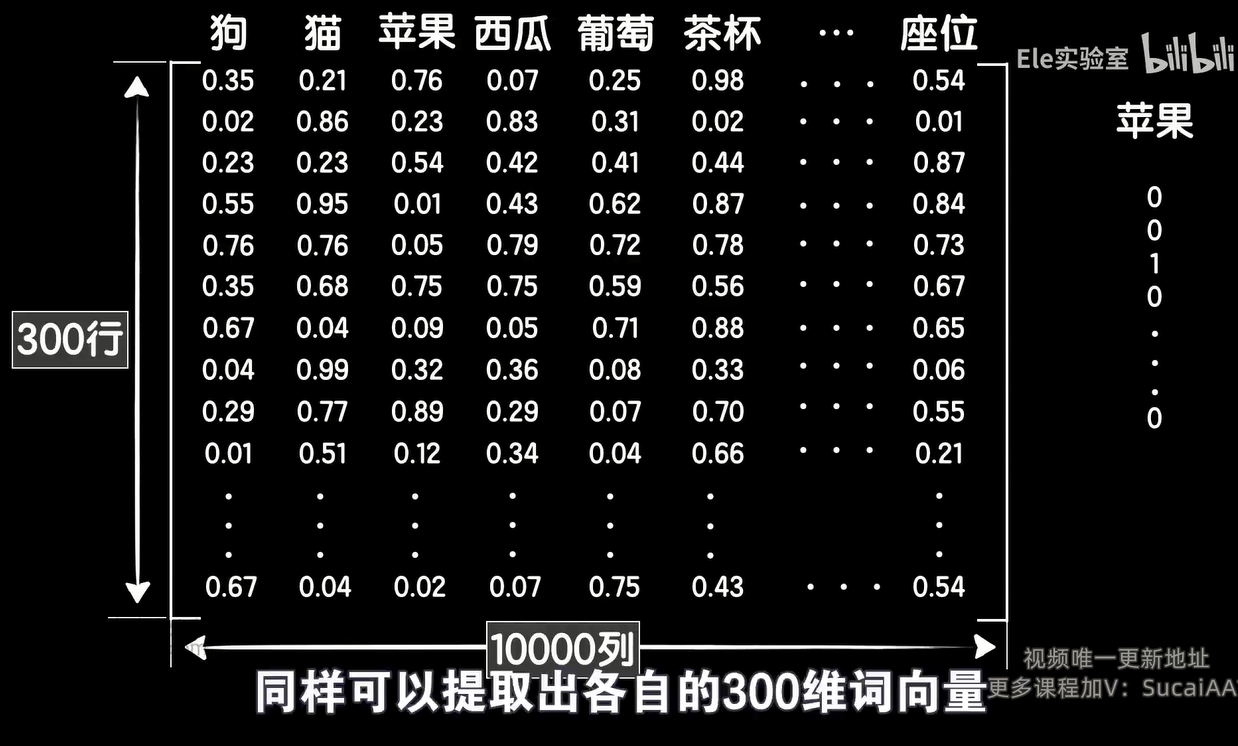 狗 猫 苹果 西瓜 葡萄 茶杯 ... 座位
Ele实验室 bilibili
0.35 0.21 0.76 0.07 0.25 0.98 . . . 0.54
苹果
0.02 0.86 0.23 0.83 0.31 0.02 . . . 0.01
0.23 0.23 0.54 0.42 0.41 0.44 . . . 0.87
0
0.55 0.95 0.01 0.43 0.62 0.87 . . . 0.84
0
0.76 0.76 0.05 0.79 0.72 0.78 . . . 0.73
1
0.35 0.68 0.75 0.75 0.59 0.56 . . . 0.67
0
300行
0.67 0.04 0.09 0.05 0.71 0.88 . . . 0.65
.
0.04 0.99 0.32 0.36 0.08 0.33 . . . 0.06
.
.
0.29 0.77 0.89 0.29 0.07 0.70 . . . 0.55
0
0.01 0.51 0.12 0.34 0.04 0.66 . . . 0.21
. . . . . . .
. . . . . . .
. . . . . . .
0.67 0.04 0.02 0.07 0.75 0.43 . . . 0.54
10000列
视频唯一更新地址
同样可以提取出各自的300维词向量
更多课程加V：SucaiAA